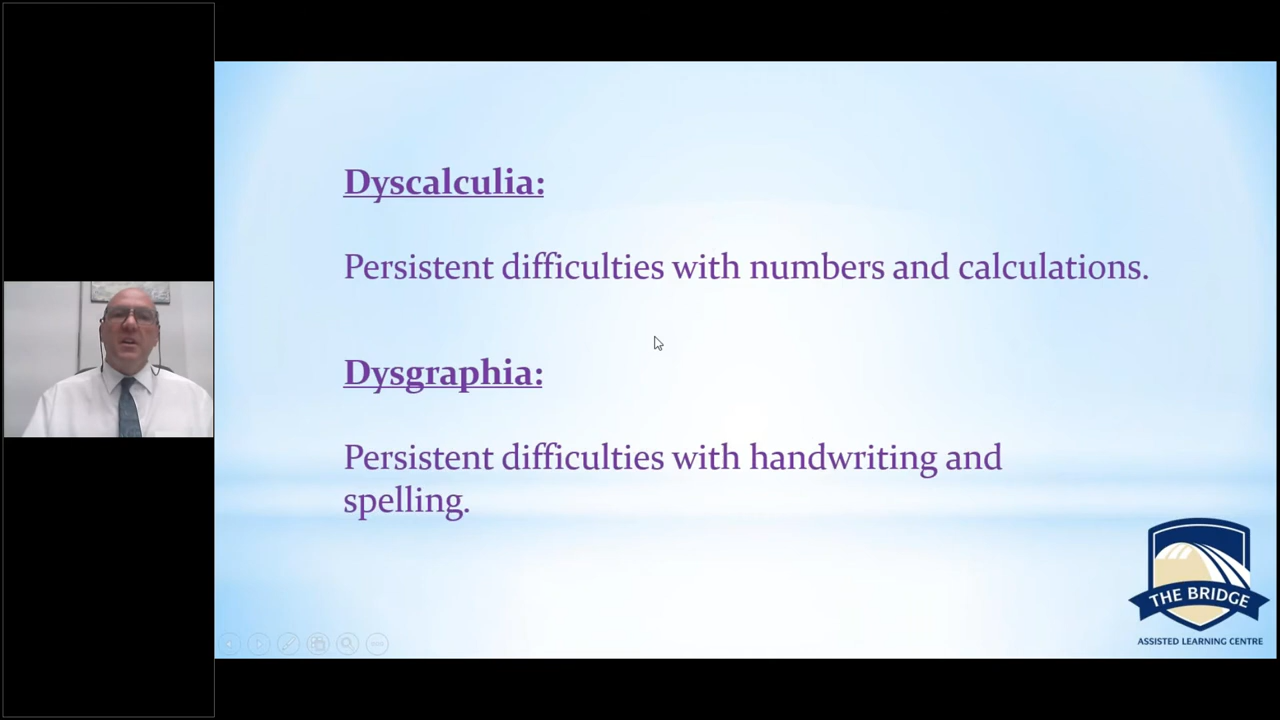 Dyscalculia:
Persistent difficulties with numbers and calculations.
Dysgraphia:
Persistent difficulties with handwriting and
spelling.
THE BRIDGE
ASSISTED LEARNING CENTRE